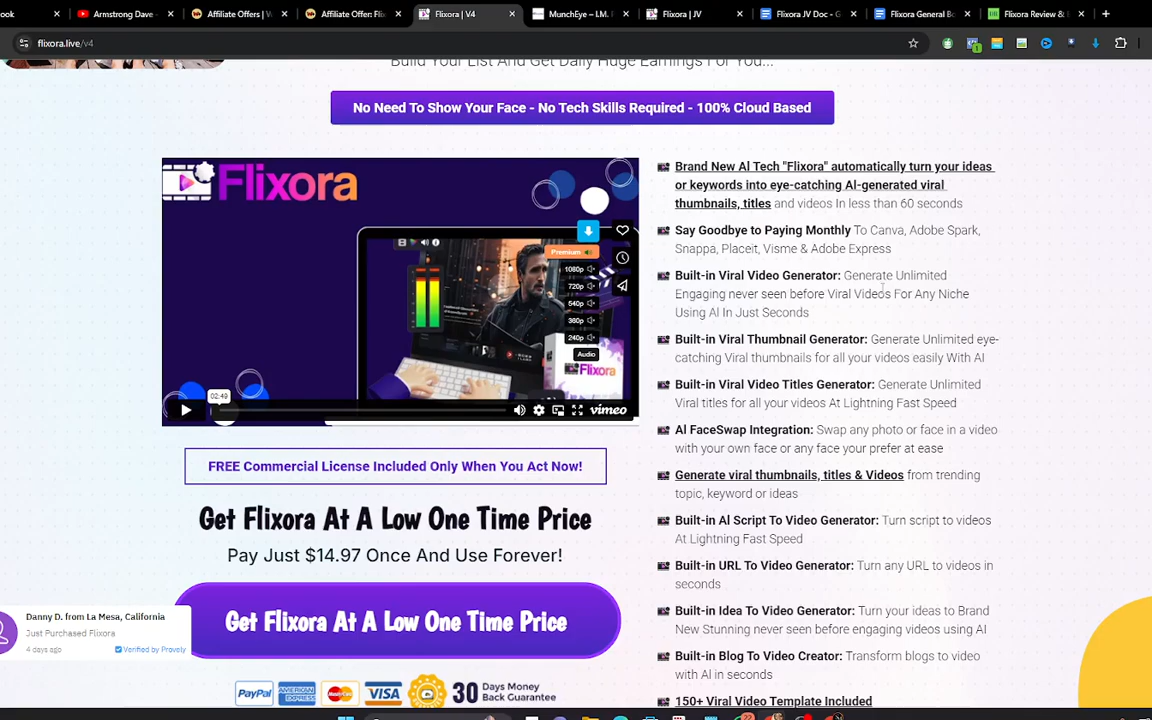 ook
Armstrong Dave -
Affiliate Offers | W
Affiliate Offer: Flix
Flixora | V4
MunchEye – I.M. P
Flixora | JV
Flixora JV Doc - G
Flixora General Bo
Flixora Review & B
flixora.live/v4
Build Your List And Get Daily Huge Earnings For You...
No Need To Show Your Face - No Tech Skills Required - 100% Cloud Based
Flixora
Premium
1080p
720p
540p
360p
240p
Audio
Flixora
02:49
vimeo
FREE Commercial License Included Only When You Act Now!
Get Flixora At A Low One Time Price
Pay Just $14.97 Once And Use Forever!
Get Flixora At A Low One Time Price
Danny D. from La Mesa, California
Just Purchased Flixora
4 days ago
Verified by Provely
PayPal
AMERICAN EXPRESS
MasterCard
VISA
30 Days Money
Back Guarantee
Brand New Al Tech "Flixora" automatically turn your ideas
or keywords into eye-catching Al-generated viral
thumbnails, titles and videos In less than 60 seconds
Say Goodbye to Paying Monthly To Canva, Adobe Spark,
Snappa, Placeit, Visme & Adobe Express
Built-in Viral Video Generator: Generate Unlimited
Engaging never seen before Viral Videos For Any Niche
Using AI In Just Seconds
Built-in Viral Thumbnail Generator: Generate Unlimited eye-
catching Viral thumbnails for all your videos easily With AI
Built-in Viral Video Titles Generator: Generate Unlimited
Viral titles for all your videos At Lightning Fast Speed
Al FaceSwap Integration: Swap any photo or face in a video
with your own face or any face your prefer at ease
Generate viral thumbnails, titles & Videos from trending
topic, keyword or ideas
Built-in Al Script To Video Generator: Turn script to videos
At Lightning Fast Speed
Built-in URL To Video Generator: Turn any URL to videos in
seconds
Built-in Idea To Video Generator: Turn your ideas to Brand
New Stunning never seen before engaging videos using AI
Built-in Blog To Video Creator: Transform blogs to video
with AI in seconds
150+ Viral Video Template Included